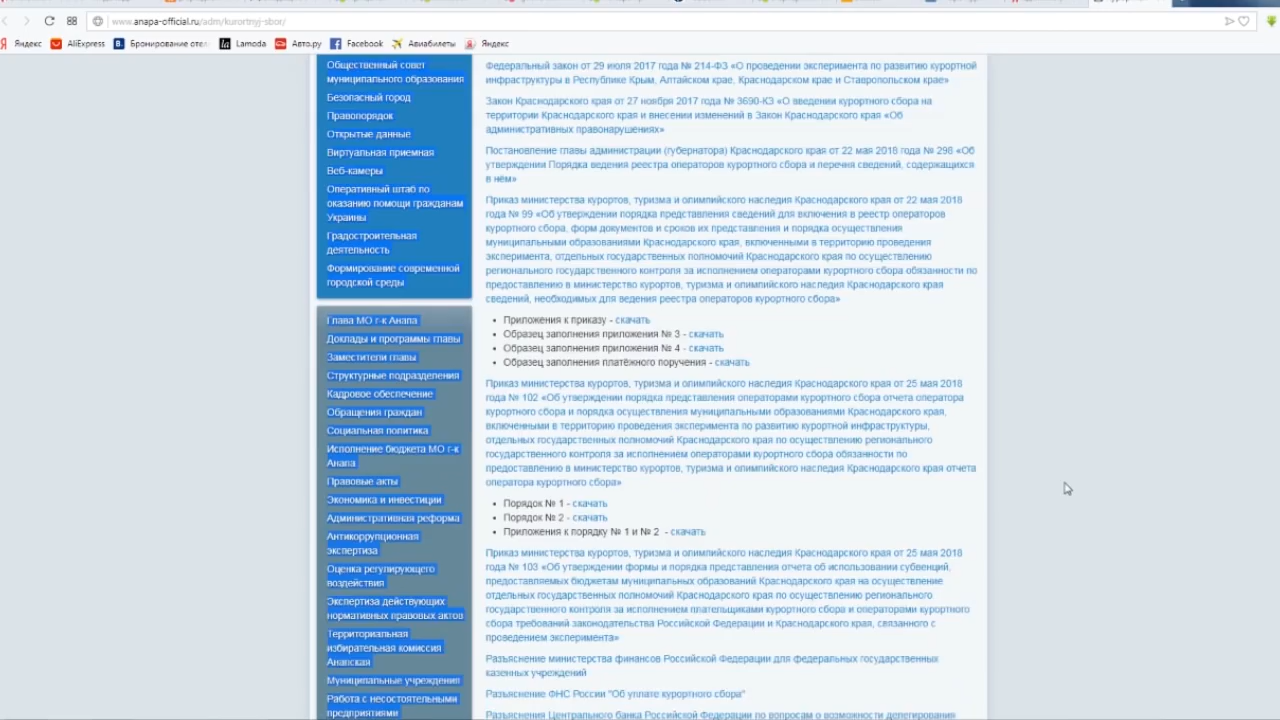 www.anapa-official.ru/adm/kurortnyj-sbor/
Яндекс
AliExpress
Бронирование отел
Lamoda
Авто.ру
Facebook
Авиабилеты
Яндекс
Общественный совет
муниципального образования
Безопасный город
Правопорядок
Открытые данные
Виртуальная приемная
Веб-камеры
Оперативный штаб по
оказанию помощи гражданам
Украины
Градостроительная
деятельность
Формирование современной
городской среды
Глава МО г-к Анапа
Доклады и программы главы
Заместители главы
Структурные подразделения
Кадровое обеспечение
Обращения граждан
Социальная политика
Исполнение бюджета МО г-к
Анапа
Правовые акты
Экономика и инвестиции
Административная реформа
Антикоррупционная
экспертиза
Оценка регулирующего
воздействия
Экспертиза действующих
нормативных правовых актов
Территориальная
избирательная комиссия
Анапская
Муниципальные учреждения
Работа с несостоятельными
предприятиями
Федеральный закон от 29 июля 2017 года № 214-ФЗ «О проведении эксперимента по развитию курортной
инфраструктуры в Республике Крым, Алтайском крае, Краснодарском крае и Ставропольском крае»
Закон Краснодарского края от 27 ноября 2017 года № 3690-КЗ «О введении курортного сбора на
территории Краснодарского края и внесении изменений в Закон Краснодарского края «Об
административных правонарушениях»
Постановление главы администрации (губернатора) Краснодарского края от 22 мая 2018 года № 298 «Об
утверждении Порядка ведения реестра операторов курортного сбора и перечня сведений, содержащихся
в нём»
Приказ министерства курортов, туризма и олимпийского наследия Краснодарского края от 22 мая 2018
года № 99 «Об утверждении порядка представления сведений для включения в реестр операторов
курортного сбора, форм документов и сроков их представления и порядка осуществления
муниципальными образованиями Краснодарского края, включенными в территорию проведения
эксперимента, отдельных государственных полномочий Краснодарского края по осуществлению
регионального государственного контроля за исполнением операторами курортного сбора обязанности по
предоставлению в министерство курортов, туризма и олимпийского наследия Краснодарского края
сведений, необходимых для ведения реестра операторов курортного сбора»
• Приложения к приказу - скачать
• Образец заполнения приложения № 3 - скачать
• Образец заполнения приложения № 4 - скачать
• Образец заполнения платёжного поручения - скачать
Приказ министерства курортов, туризма и олимпийского наследия Краснодарского края от 25 мая 2018
года № 102 «Об утверждении порядка представления операторами курортного сбора отчета оператора
курортного сбора и порядка осуществления муниципальными образованиями Краснодарского края,
включенными в территорию проведения эксперимента по развитию курортной инфраструктуры,
отдельных государственных полномочий Краснодарского края по осуществлению регионального
государственного контроля за исполнением операторами курортного сбора обязанности по
предоставлению в министерство курортов, туризма и олимпийского наследия Краснодарского края отчета
оператора курортного сбора»
• Порядок № 1 - скачать
• Порядок № 2 - скачать
• Приложения к порядку № 1 и № 2 - скачать
Приказ министерства курортов, туризма и олимпийского наследия Краснодарского края от 25 мая 2018
года № 103 «Об утверждении формы и порядка представления отчета об использовании субвенций,
предоставляемых бюджетам муниципальных образований Краснодарского края на осуществление
отдельных государственных полномочий Краснодарского края по осуществлению регионального
государственного контроля за исполнением плательщиками курортного сбора и операторами курортного
сбора требований законодательства Российской Федерации и Краснодарского края, связанного с
проведением эксперимента»
Разъяснение министерства финансов Российской Федерации для федеральных государственных
казенных учреждений
Разъяснение ФНС России "Об уплате курортного сбора"
Разъяснения Центрального банка Российской Федерации по вопросам о возможности делегирования